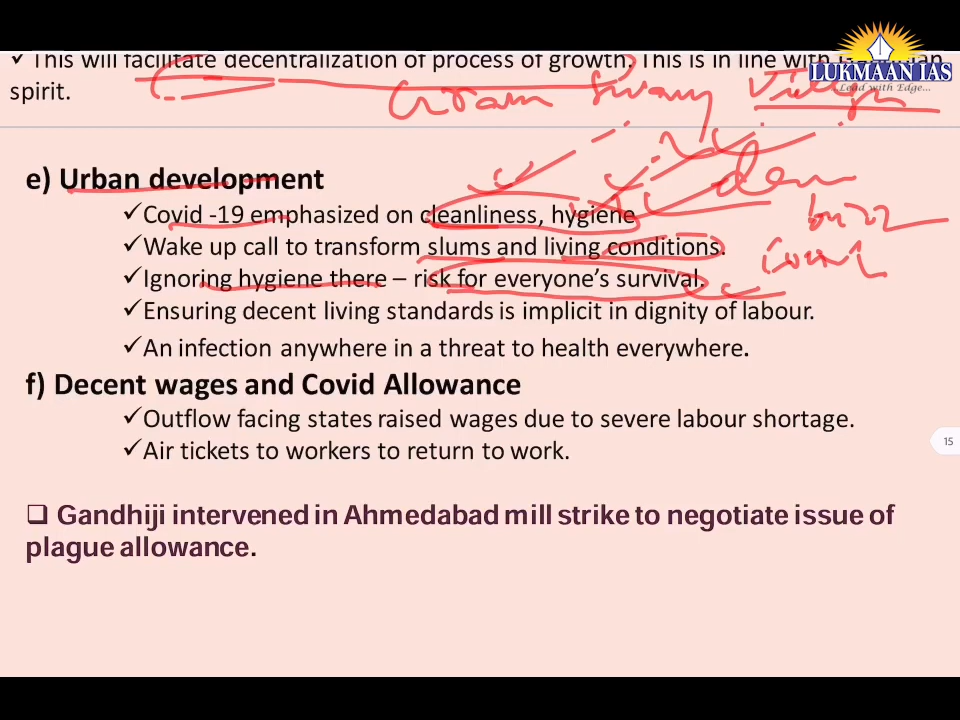 ✓ This will facilitate decentralization of process of growth. This is in line with
spirit.
LUKMAAN IAS
Lead with Edge...
Gram Swaraj
e) Urban development
✓Covid -19 emphasized on cleanliness, hygiene
✓Wake up call to transform slums and living conditions.
✓Ignoring hygiene there – risk for everyone's survival.
✓Ensuring decent living standards is implicit in dignity of labour.
✓An infection anywhere in a threat to health everywhere.
f) Decent wages and Covid Allowance
✓Outflow facing states raised wages due to severe labour shortage.
✓Air tickets to workers to return to work.
15
❑ Gandhiji intervened in Ahmedabad mill strike to negotiate issue of
plague allowance.